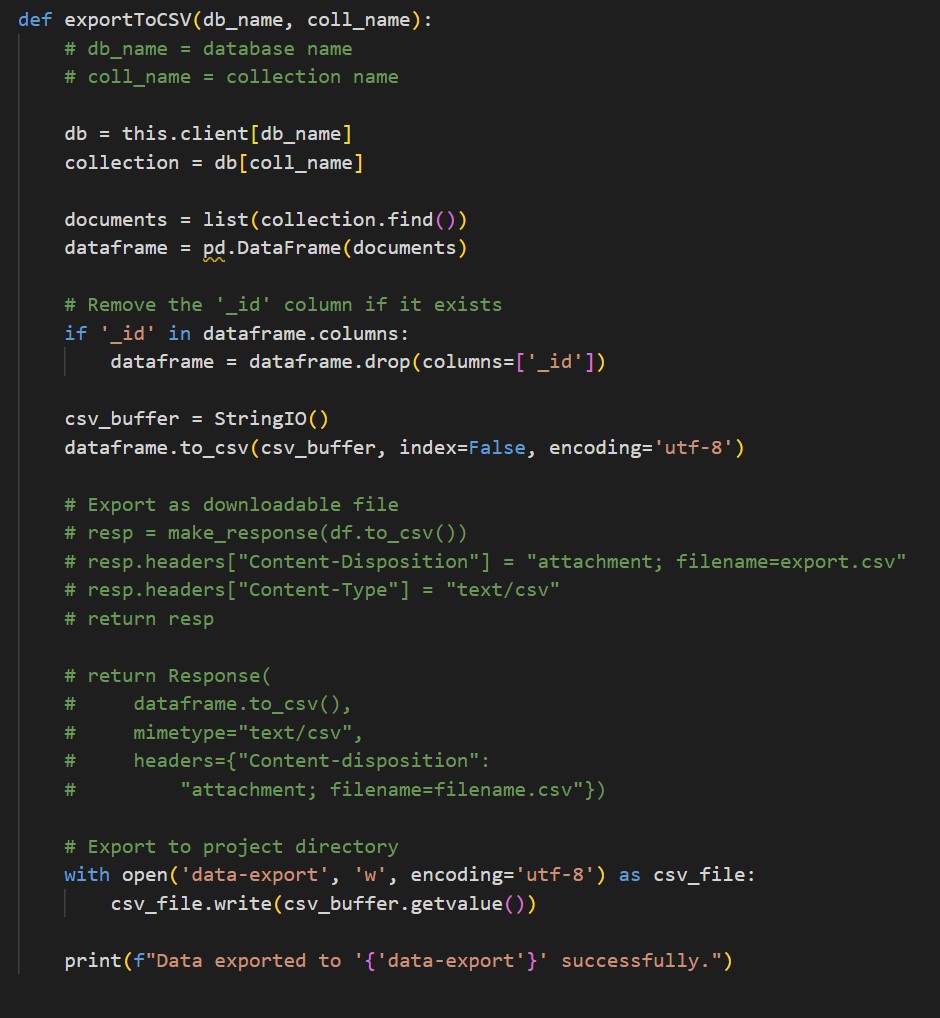 def exportToCSV(db_name, coll_name):
    # db_name = database name
    # coll_name = collection name

    db = this.client[db_name]
    collection = db[coll_name]

    documents = list(collection.find())
    dataframe = pd.DataFrame(documents)

    # Remove the '_id' column if it exists
    if '_id' in dataframe.columns:
        dataframe = dataframe.drop(columns=['_id'])

    csv_buffer = StringIO()
    dataframe.to_csv(csv_buffer, index=False, encoding='utf-8')

    # Export as downloadable file
    # resp = make_response(df.to_csv())
    # resp.headers["Content-Disposition"] = "attachment; filename=export.csv"
    # resp.headers["Content-Type"] = "text/csv"
    # return resp

    # return Response(
    #     dataframe.to_csv(),
    #     mimetype="text/csv",
    #     headers={"Content-disposition":
    #         "attachment; filename=filename.csv"})

    # Export to project directory
    with open('data-export', 'w', encoding='utf-8') as csv_file:
        csv_file.write(csv_buffer.getvalue())

    print(f"Data exported to '{'data-export'}' successfully.")